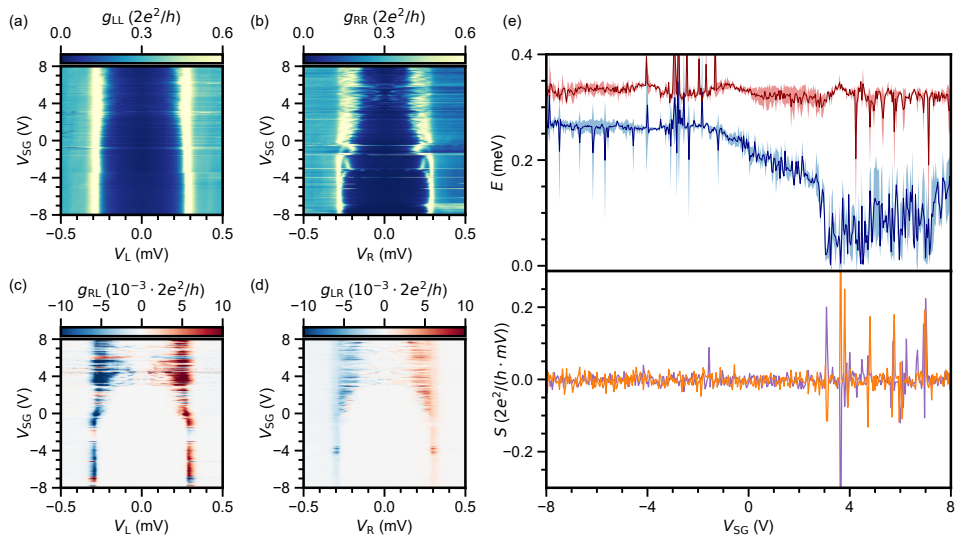 (a)
g_LL (2e²/h)
0.0 0.6
8
4
0
−4
−8
V_SG (V)
−0.5 0.0 0.5
V_L (mV)
(b)
g_RR (2e²/h)
0.0 0.6
8
4
0
−4
−8
V_SG (V)
−0.5 0.0 0.5
V_R (mV)
(c)
g_RL (10⁻³ · 2e²/h)
−10 −5 0 5 10
8
4
0
−4
−8
V_SG (V)
−0.5 0.0 0.5
V_L (mV)
(d)
g_LR (10⁻³ · 2e²/h)
−10 −5 0 5 10
8
4
0
−4
−8
V_SG (V)
−0.5 0.0 0.5
V_R (mV)
(e)
0.4
0.2
0.0
E (meV)
0.2
0.0
−0.2
S (2e²/(h · mV))
−8 −4 0 4 8
V_SG (V)